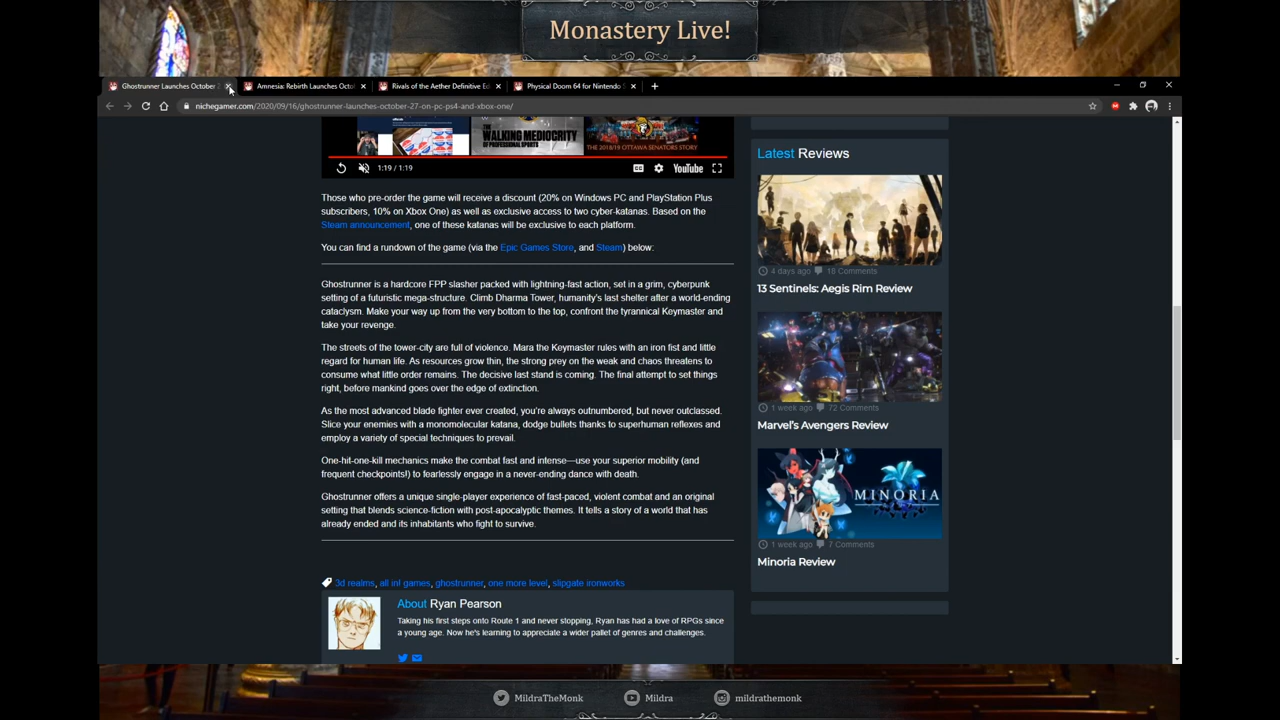 Monastery Live!
Ghostrunner Launches October 2
Amnesia: Rebirth Launches Octo
Rivals of the Aether Definitive Ed
Physical Doom 64 for Nintendo S
nichegamer.com/2020/09/16/ghostrunner-launches-october-27-on-pc-ps4-and-xbox-one/
THE WALKING MEDIOCRITY
OF PROFESSIONAL SPORTS
THE 2018/19 OTTAWA SENATORS STORY
1:19 / 1:19
YouTube
Those who pre-order the game will receive a discount (20% on Windows PC and PlayStation Plus
subscribers, 10% on Xbox One) as well as exclusive access to two cyber-katanas. Based on the
Steam announcement, one of these katanas will be exclusive to each platform.
You can find a rundown of the game (via the Epic Games Store, and Steam) below:
Ghostrunner is a hardcore FPP slasher packed with lightning-fast action, set in a grim, cyberpunk
setting of a futuristic mega-structure. Climb Dharma Tower, humanity's last shelter after a world-ending
cataclysm. Make your way up from the very bottom to the top, confront the tyrannical Keymaster and
take your revenge.
The streets of the tower-city are full of violence. Mara the Keymaster rules with an iron fist and little
regard for human life. As resources grow thin, the strong prey on the weak and chaos threatens to
consume what little order remains. The decisive last stand is coming. The final attempt to set things
right, before mankind goes over the edge of extinction.
As the most advanced blade fighter ever created, you're always outnumbered, but never outclassed.
Slice your enemies with a monomolecular katana, dodge bullets thanks to superhuman reflexes and
employ a variety of special techniques to prevail.
One-hit-one-kill mechanics make the combat fast and intense—use your superior mobility (and
frequent checkpoints!) to fearlessly engage in a never-ending dance with death.
Ghostrunner offers a unique single-player experience of fast-paced, violent combat and an original
setting that blends science-fiction with post-apocalyptic themes. It tells a story of a world that has
already ended and its inhabitants who fight to survive.
3d realms, all in! games, ghostrunner, one more level, slipgate ironworks
About Ryan Pearson
Taking his first steps onto Route 1 and never stopping, Ryan has had a love of RPGs since
a young age. Now he's learning to appreciate a wider pallet of genres and challenges.
Latest Reviews
4 days ago 18 Comments
13 Sentinels: Aegis Rim Review
1 week ago 72 Comments
Marvel's Avengers Review
MINORIA
1 week ago 7 Comments
Minoria Review
MildraTheMonk
Mildra
mildrathemonk